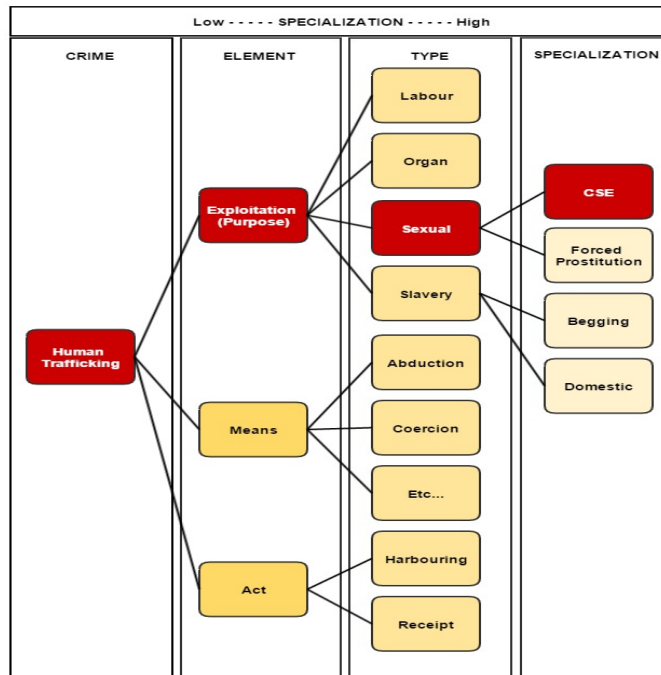 Low - - - - - SPECIALIZATION - - - - - High
CRIME
ELEMENT
TYPE
SPECIALIZATION
Human
Trafficking
Exploitation
(Purpose)
Means
Act
Labour
Organ
Sexual
Slavery
Abduction
Coercion
Etc...
Harbouring
Receipt
CSE
Forced
Prostitution
Begging
Domestic